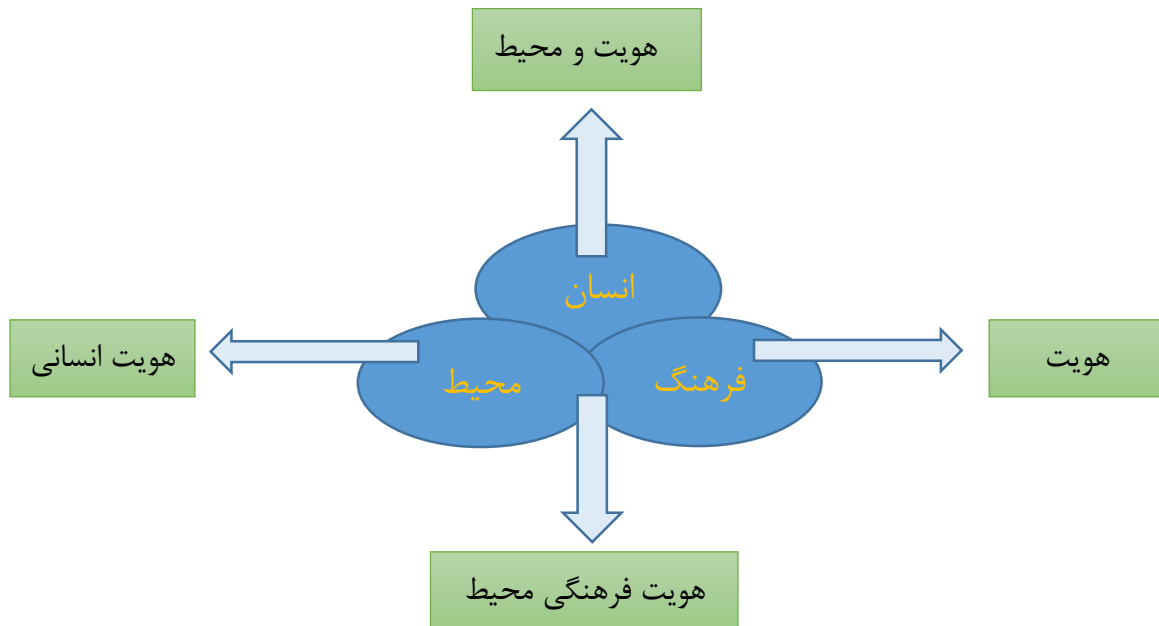 هویت و محیط
انسان
هویت
هویت انسانی
فرهنگ
محیط
هویت فرهنگی محیط